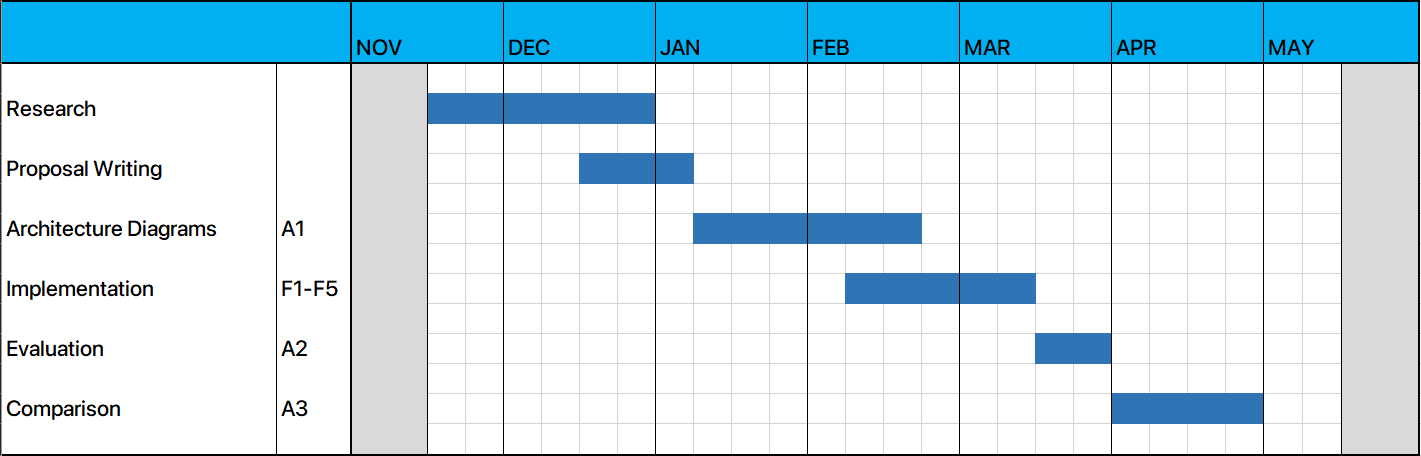 NOV DEC JAN FEB MAR APR MAY
Research
Proposal Writing
Architecture Diagrams A1
Implementation F1-F5
Evaluation A2
Comparison A3